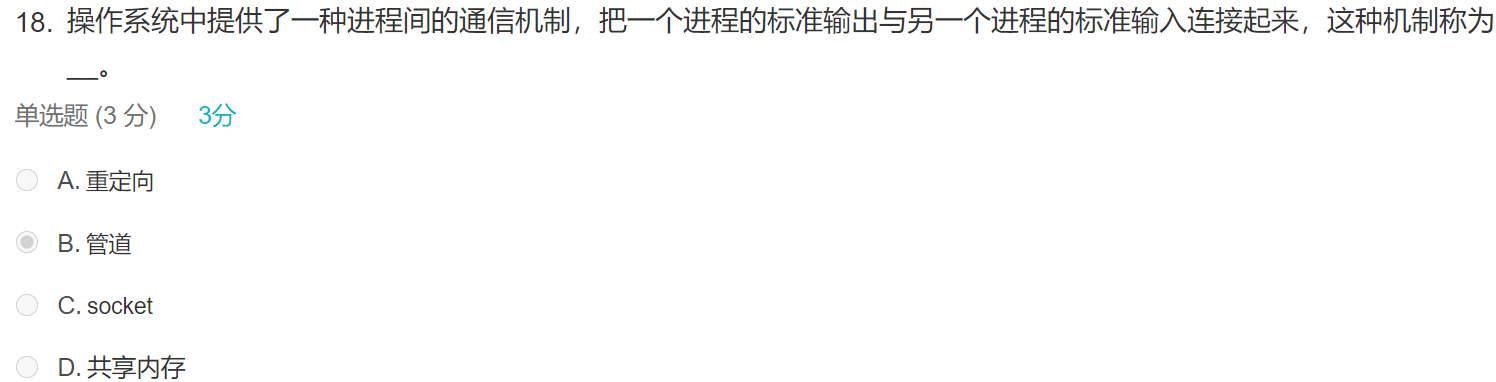 18. 操作系统中提供了一种进程间的通信机制，把一个进程的标准输出与另一个进程的标准输入连接起来，这种机制称为
__。
单选题 (3 分) 3分
A. 重定向
B. 管道
C. socket
D. 共享内存